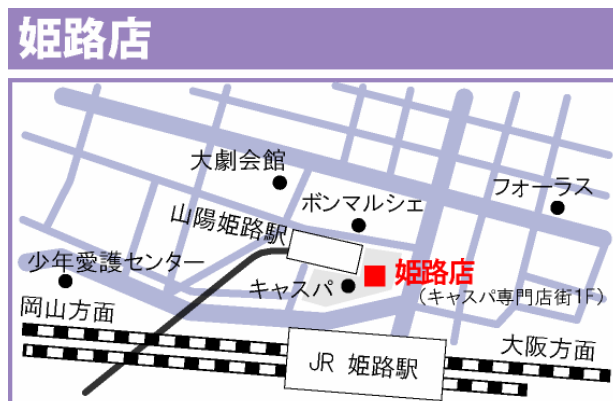 姫路店
大劇会館
ボンマルシェ
フォーラス
山陽姫路駅
少年愛護センター
キャスパ
姫路店
(キャスパ専門店街1F)
岡山方面
大阪方面
JR 姫路駅